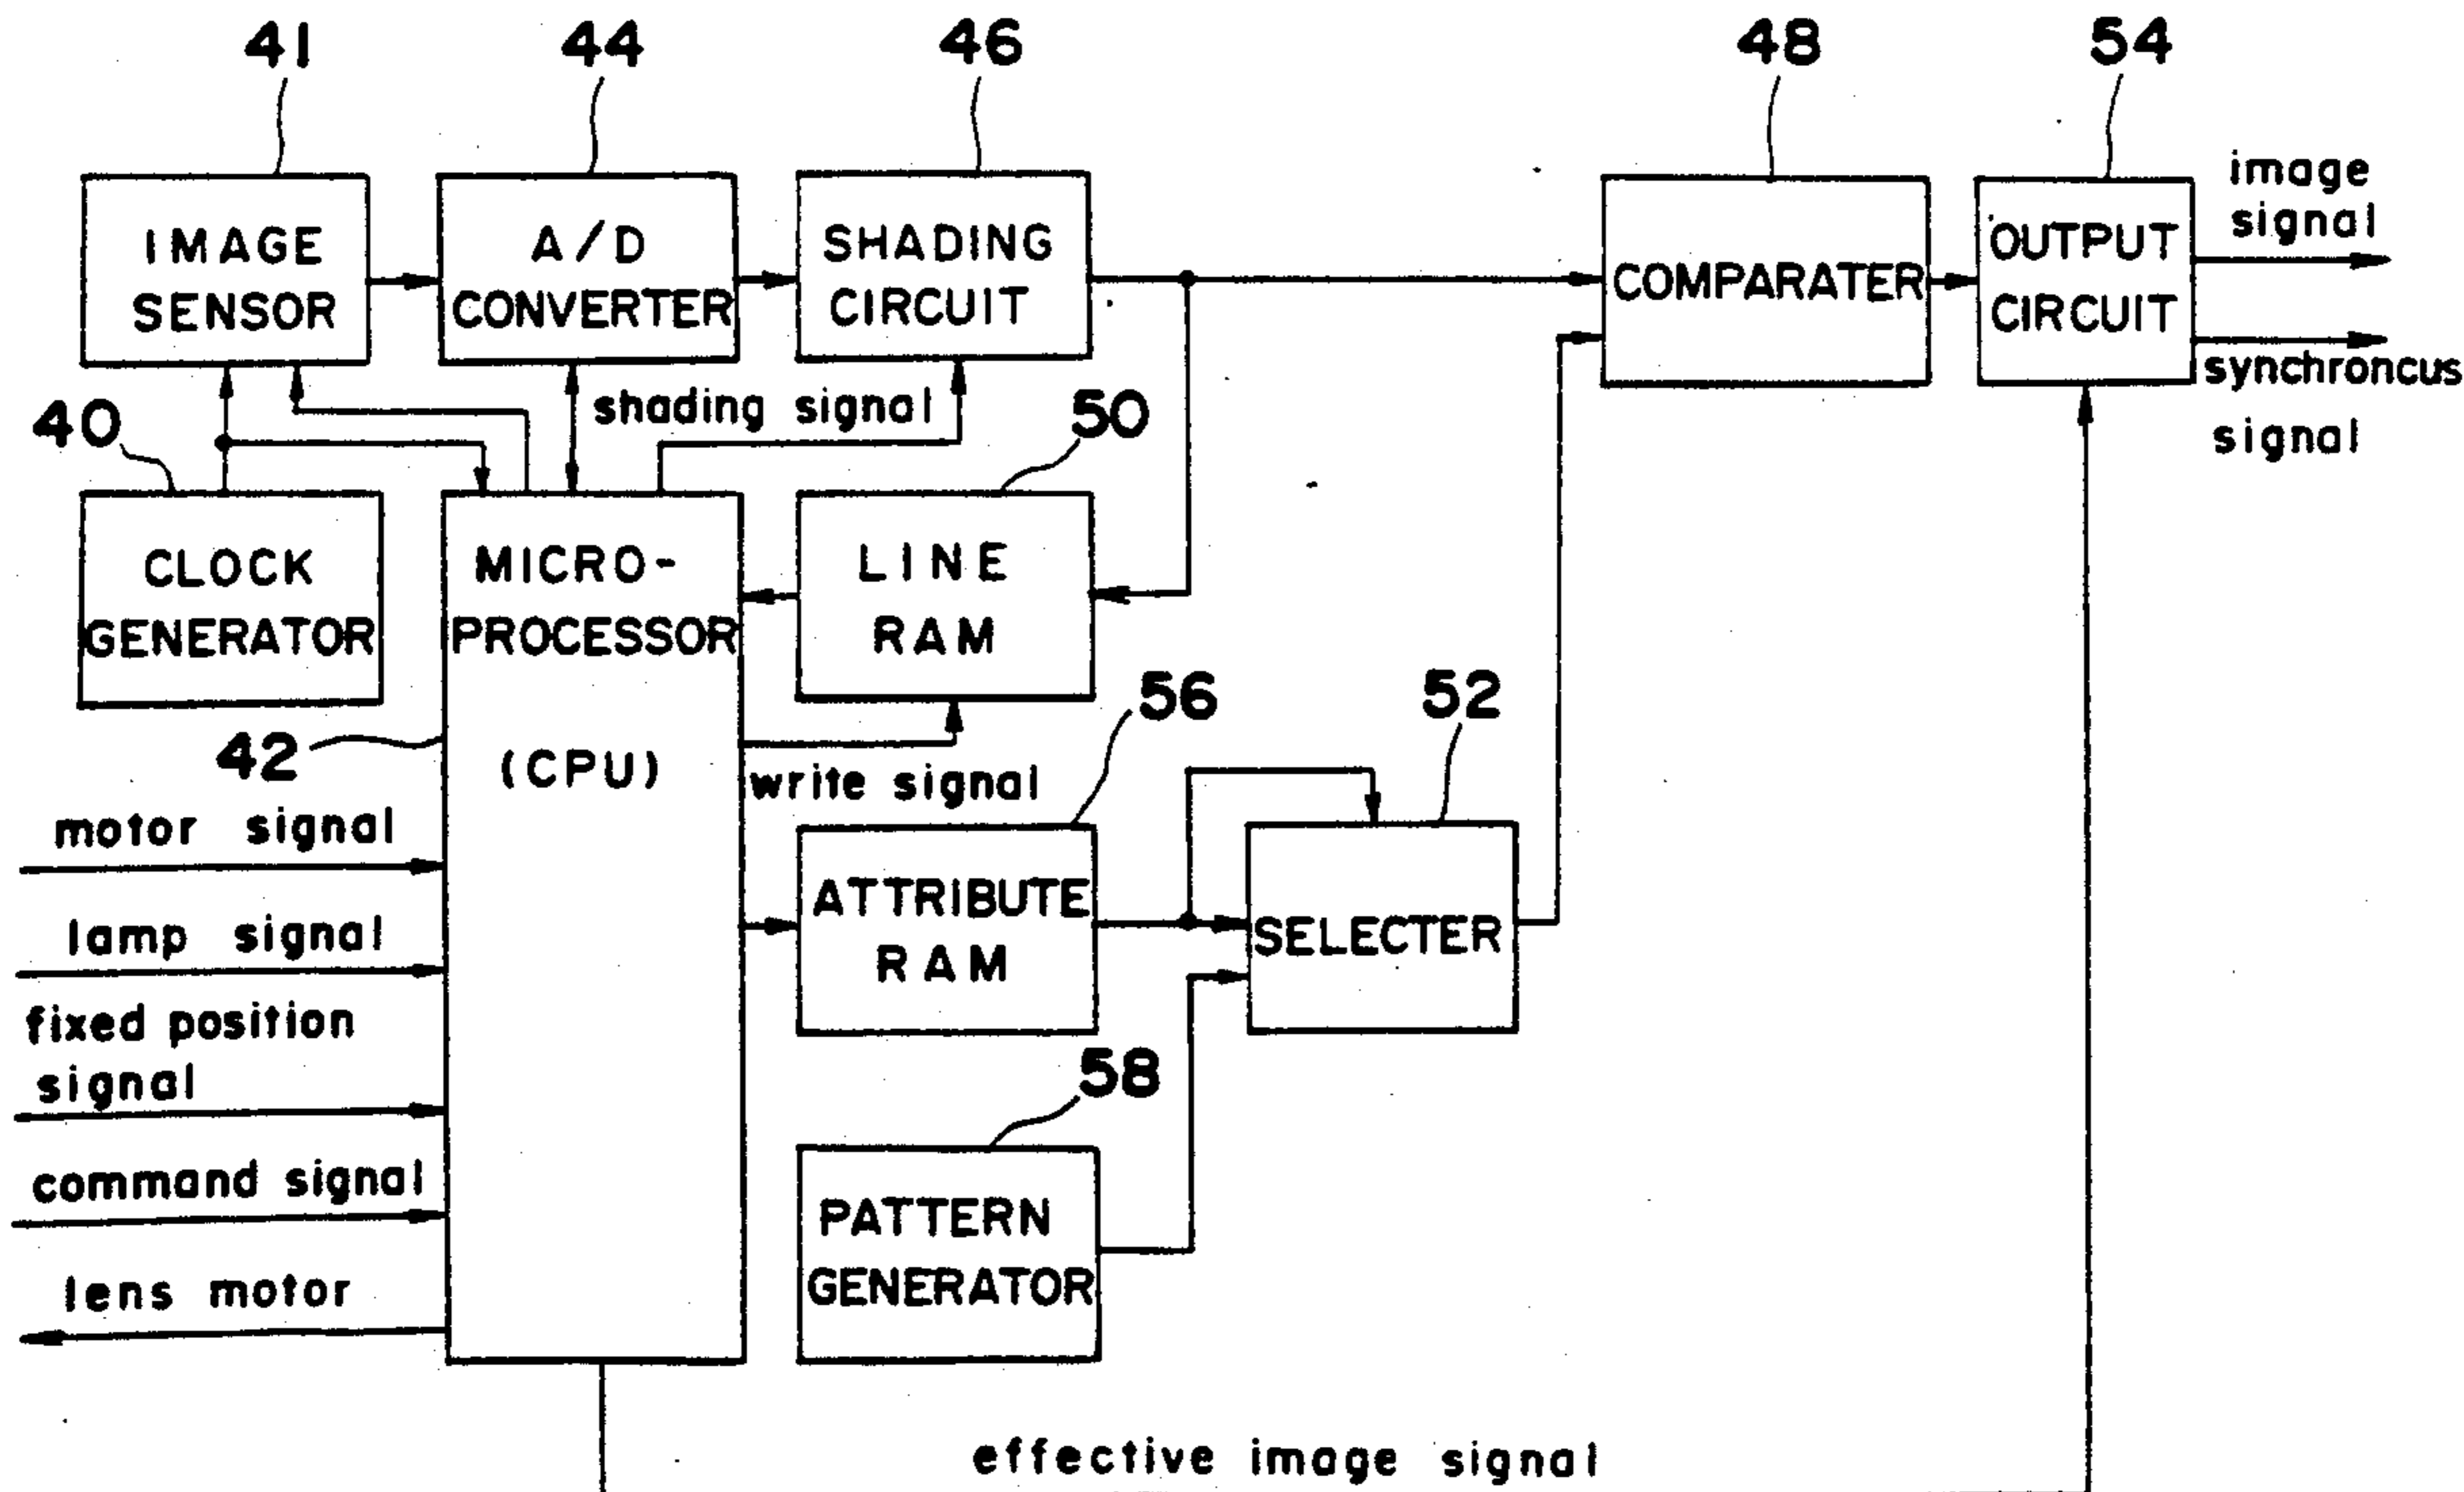 41
44
46
48
54
IMAGE
SENSOR
A/D
CONVERTER
SHADING
CIRCUIT
COMPARATER
OUTPUT
CIRCUIT
image
signal
synchroncus
signal
40
shading signal
50
CLOCK
GENERATOR
MICRO-
PROCESSOR
(CPU)
LINE
RAM
42
write signal
56
52
motor signal
lamp signal
fixed position
signal
command signal
lens motor
ATTRIBUTE
RAM
SELECTER
58
PATTERN
GENERATOR
effective image signal